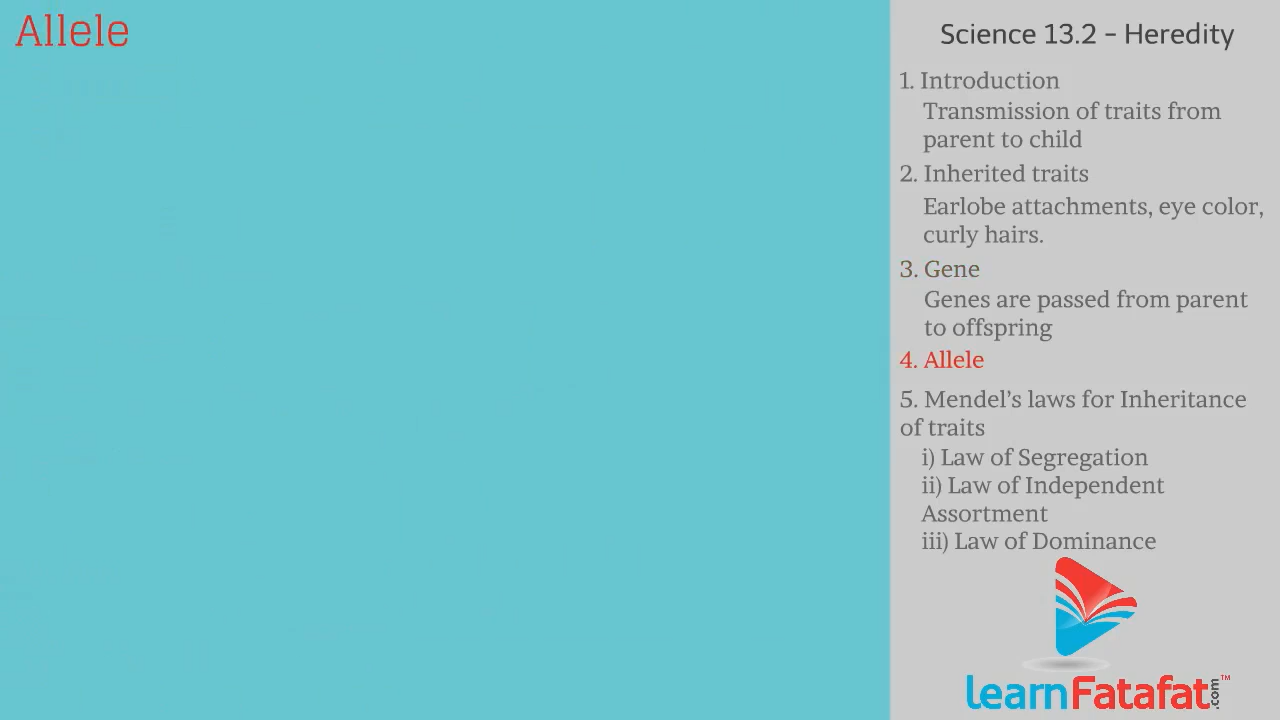 Allele
Science 13.2 – Heredity
1. Introduction
Transmission of traits from
parent to child
2. Inherited traits
Earlobe attachments, eye color,
curly hairs.
3. Gene
Genes are passed from parent
to offspring
4. Allele
5. Mendel's laws for Inheritance
of traits
i) Law of Segregation
ii) Law of Independent
Assortment
iii) Law of Dominance
learnFatafat.com™